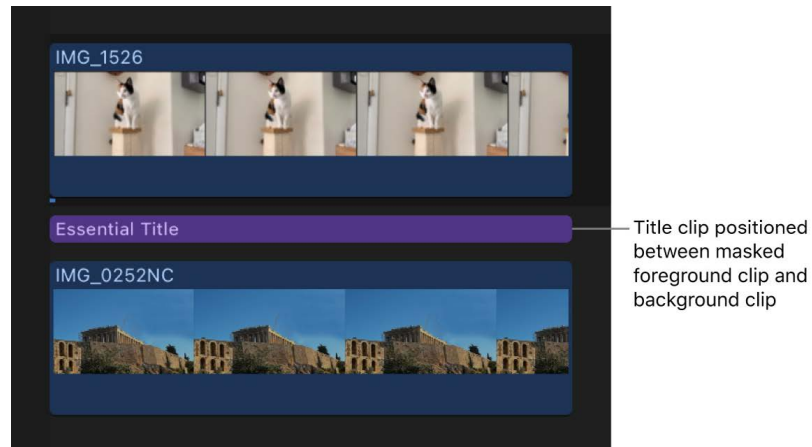 IMG_1526
Essential Title
Title clip positioned
between masked
foreground clip and
background clip
IMG_0252NC